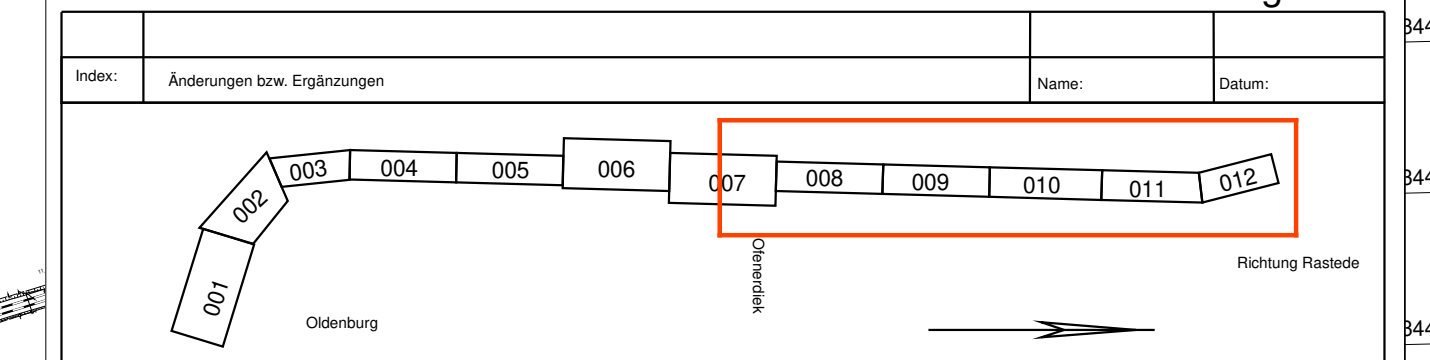 Index:
Änderungen bzw. Ergänzungen
Name:
Datum:
001
002
003
004
005
006
007
008
009
010
011
012
Ofenerdiek
Richtung Rastede
Oldenburg